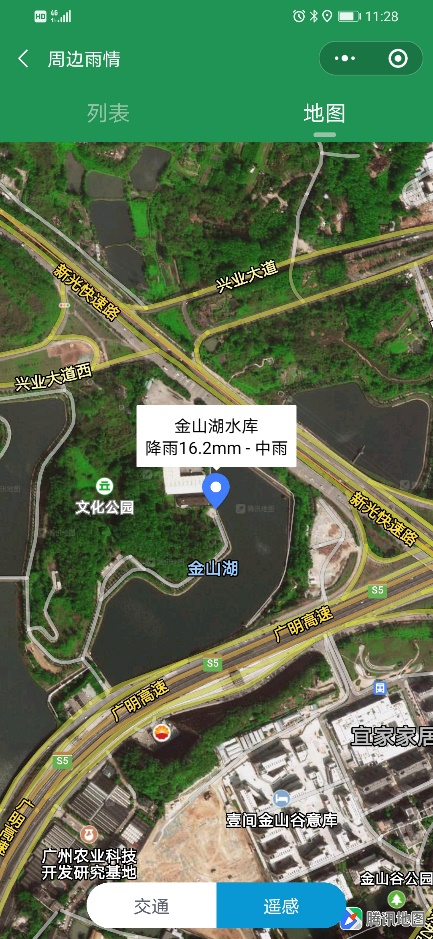 HD 4G 11:28
周边雨情
列表
地图
兴业大道
新光快速路
兴业大道西
金山湖水库
降雨16.2mm - 中雨
文化公园
新光快速路
金山湖
S5
广明高速
S5
广明高速
S5
宜家家居
广明高速
壹间金山谷意库
广州农业科技
开发研究基地
金山谷公园
交通
遥感
腾讯地图